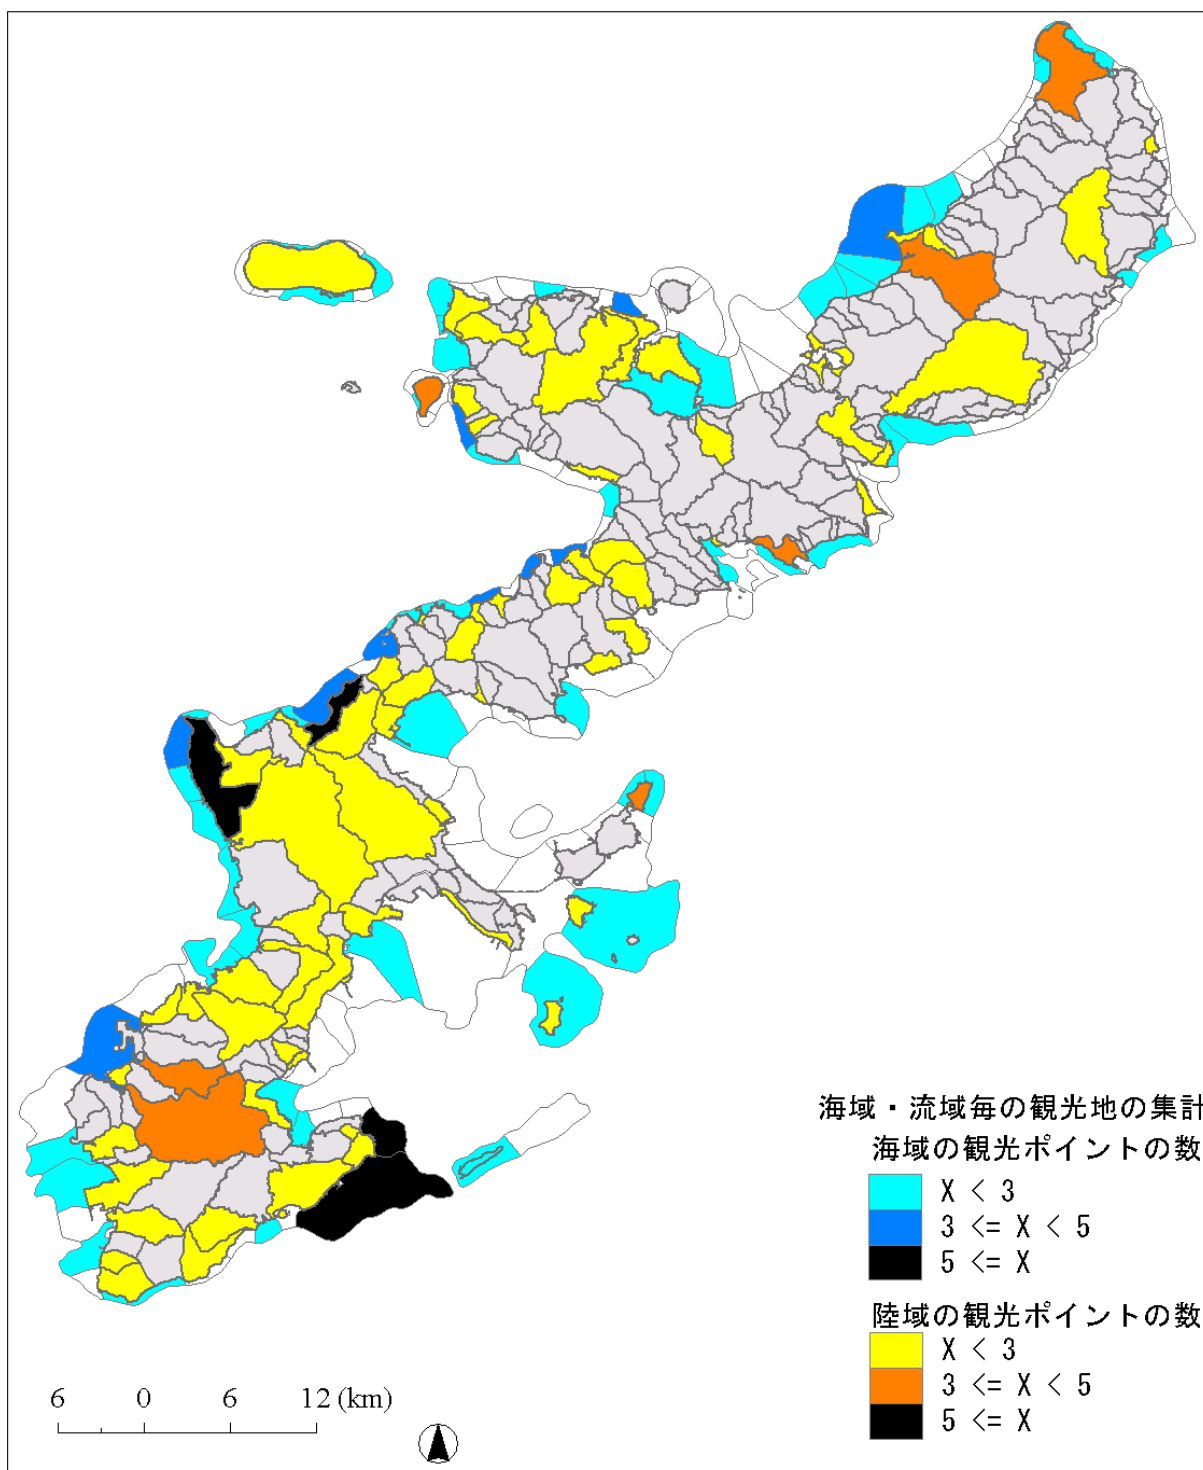 海域・流域毎の観光地の集計
海域の観光ポイントの数
X < 3
3 <= X < 5
5 <= X
陸域の観光ポイントの数
X < 3
3 <= X < 5
5 <= X
6 0 6 12 (km)